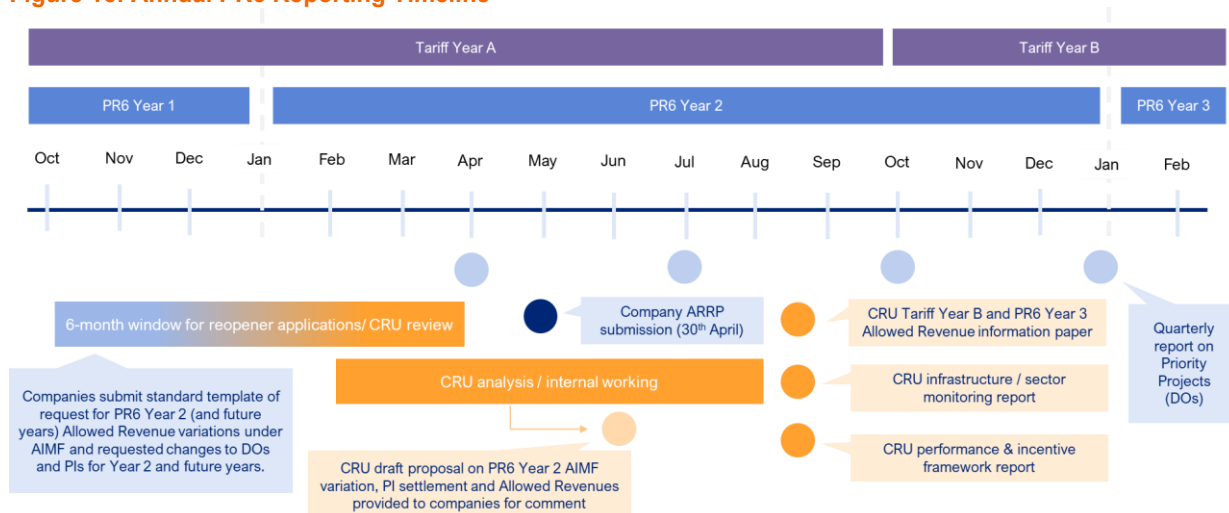 Figure Annual PR6 Reporting Timeline
Tariff Year A
Tariff Year B
PR6 Year 1
PR6 Year 2
PR6 Year 3
Oct
Nov
Dec
Jan
Feb
Mar
Apr
May
Jun
Jul
Aug
Sep
Oct
Nov
Dec
Jan
Feb
6-month window for reopener applications/ CRU review
Companies submit standard template of
request for PR6 Year 2 (and future
years) Allowed Revenue variations under
AIMF and requested changes to DOs
and PIs for Year 2 and future years.
CRU analysis / internal working
CRU draft proposal on PR6 Year 2 AIMF
variation, PI settlement and Allowed Revenues
provided to companies for comment
Company ARRP
submission (30th April)
CRU Tariff Year B and PR6 Year 3
Allowed Revenue information paper
CRU infrastructure / sector
monitoring report
CRU performance & incentive
framework report
Quarterly
report on
Priority
Projects
(DOs)